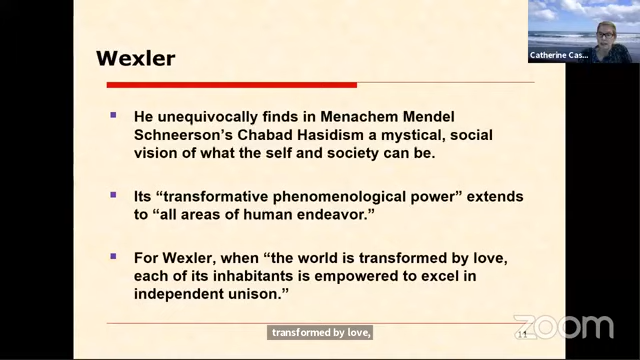 Wexler
Catherine Cas...
He unequivocally finds in Menachem Mendel
Schneerson's Chabad Hasidism a mystical, social
vision of what the self and society can be.
Its “transformative phenomenological power” extends
to “all areas of human endeavor.”
For Wexler, when “the world is transformed by love,
each of its inhabitants is empowered to excel in
independent unison.”
transformed by love,
11
zoom